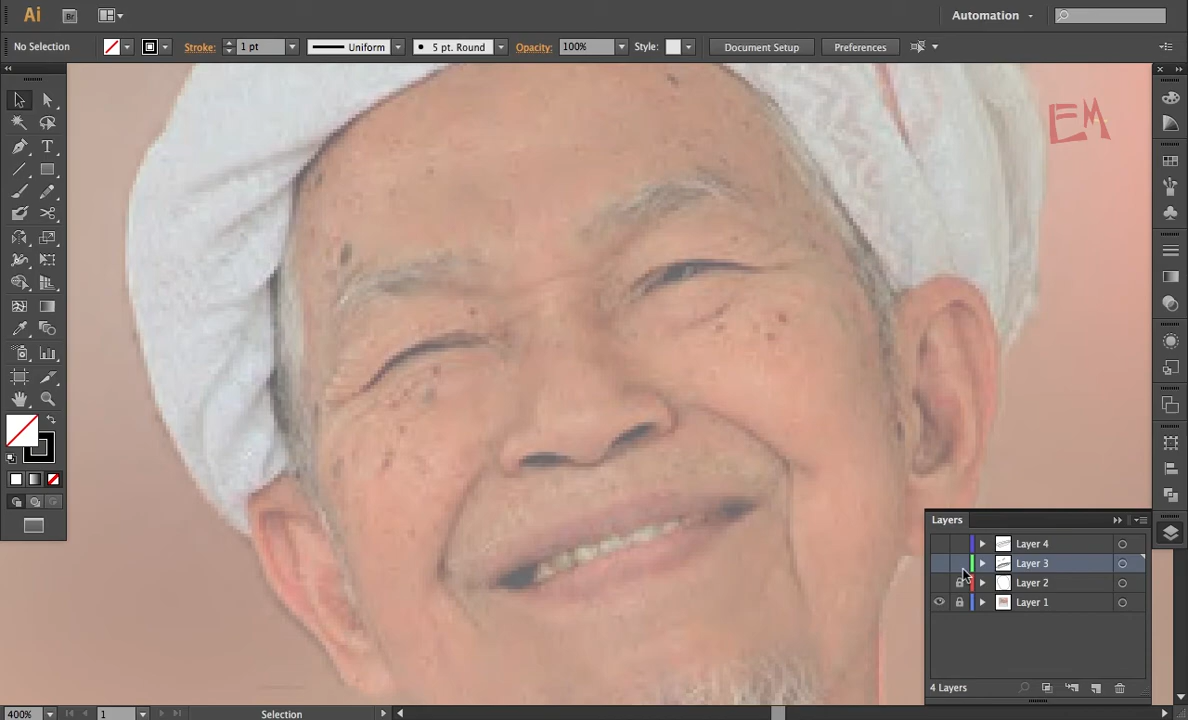 Ai Br Automation
No Selection Stroke: 1 pt Uniform 5 pt. Round Opacity: 100% Style: Document Setup Preferences
EM
Layers
Layer 4
Layer 3
Layer 2
Layer 1
4 Layers
400% 1 Selection